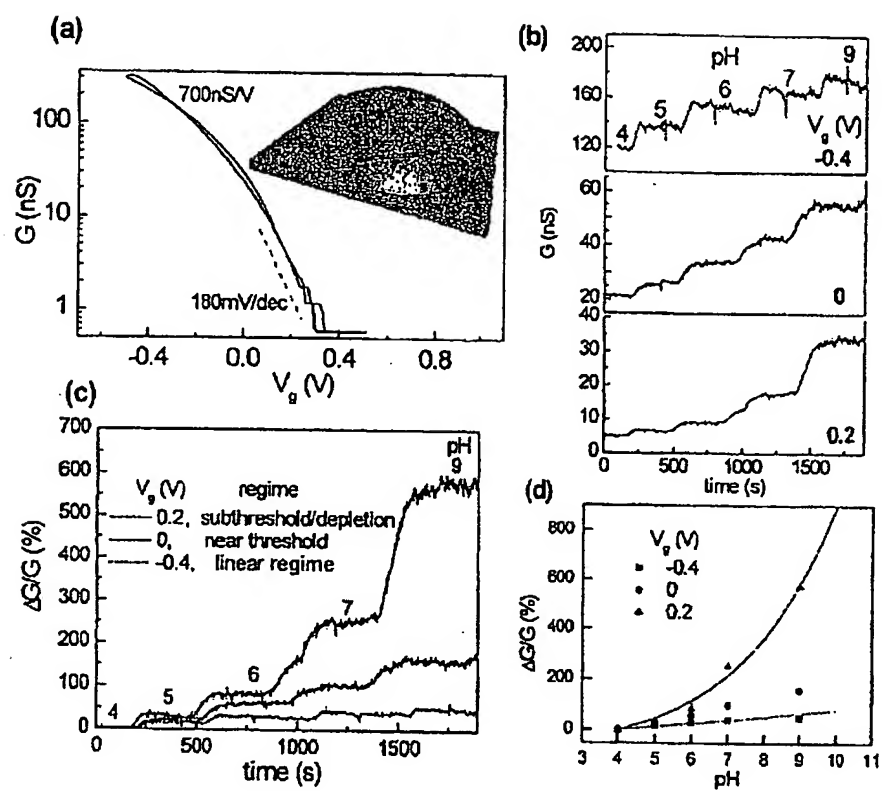 (a)
700nS/V
180mV/dec
G (nS)
100
10
1
-0.4
0.0
0.4
0.8
V_g (V)
(b)
pH
4
5
6
7
9
V_g (V)
-0.4
210
160
120
G (nS)
60
40
20
0
40
30
20
10
0
0.2
0
500
1000
1500
time (s)
(c)
700
600
500
400
300
250
100
50
0
ΔG/G (%)
V_g (V) regime
0.2, subthreshold/depletion
0, near threshold
-0.4, linear regime
4
5
6
7
pH
9
0
500
1000
1500
time (s)
(d)
V_g (V)
-0.4
0
0.2
800
600
400
200
0
ΔG/G (%)
3 4 5 6 7 8 9 10 11
pH